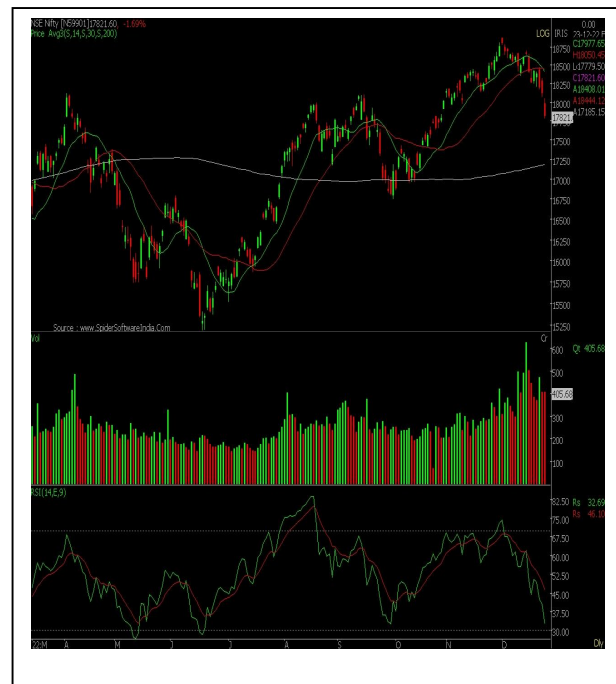 NSE Nifty [N59901]17821.60, -1.69%
Price Avg3(S,14,S,30,S,200)
LOG
IRIS
0.00
23-12-22 F
C17977.65
H18050.45
L17779.50
C17821.60
A18408.01
A18444.12
A17185.15
18750
18500
18250
18000
17821
17750
17500
17250
17000
16750
16500
16250
16000
15750
15500
15250
Source : www.SpiderSoftwareIndia.Com
Vol
Cr
Qt 405.68
600
500
405.68
300
200
100
RSI(14,E,9)
Rs 32.69
Rs 46.10
82.50
75.00
67.50
60.00
52.50
45.00
37.50
30.00
22:M A M J J A S O N D
Dly